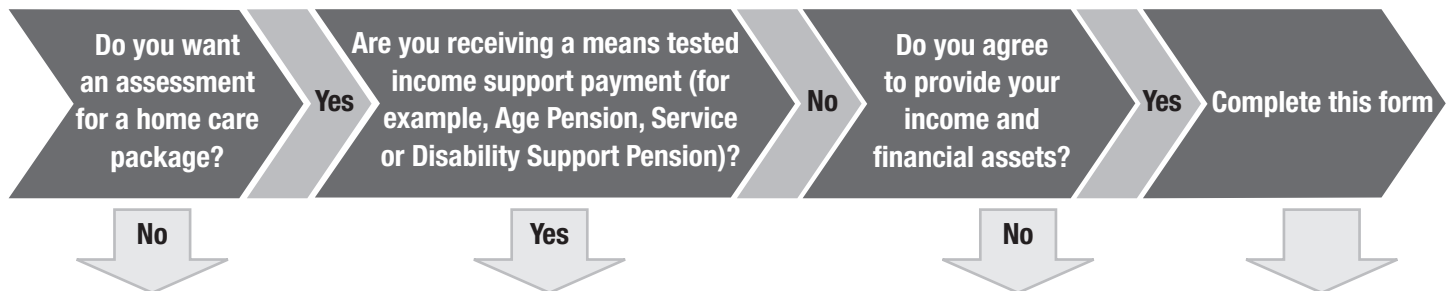 Do you want
an assessment
for a home care
package?
Yes
Are you receiving a means tested
income support payment (for
example, Age Pension, Service
or Disability Support Pension)?
No
Do you agree
to provide your
income and
financial assets?
Yes
Complete this form
No
Yes
No